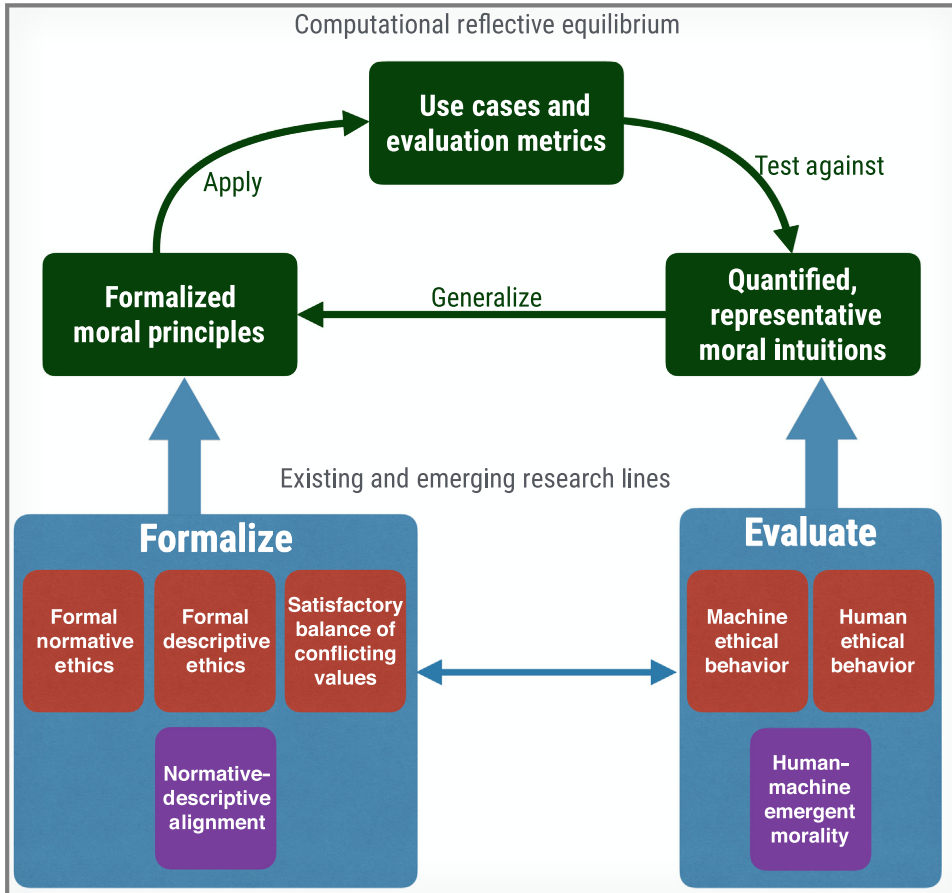 Computational reflective equilibrium
Use cases and
evaluation metrics
Apply
Test against
Formalized
moral principles
Generalize
Quantified,
representative
moral intuitions
Existing and emerging research lines
Formalize
Formal
normative
ethics
Formal
descriptive
ethics
Satisfactory
balance of
conflicting
values
Normative-
descriptive
alignment
Evaluate
Machine
ethical
behavior
Human
ethical
behavior
Human–
machine
emergent
morality